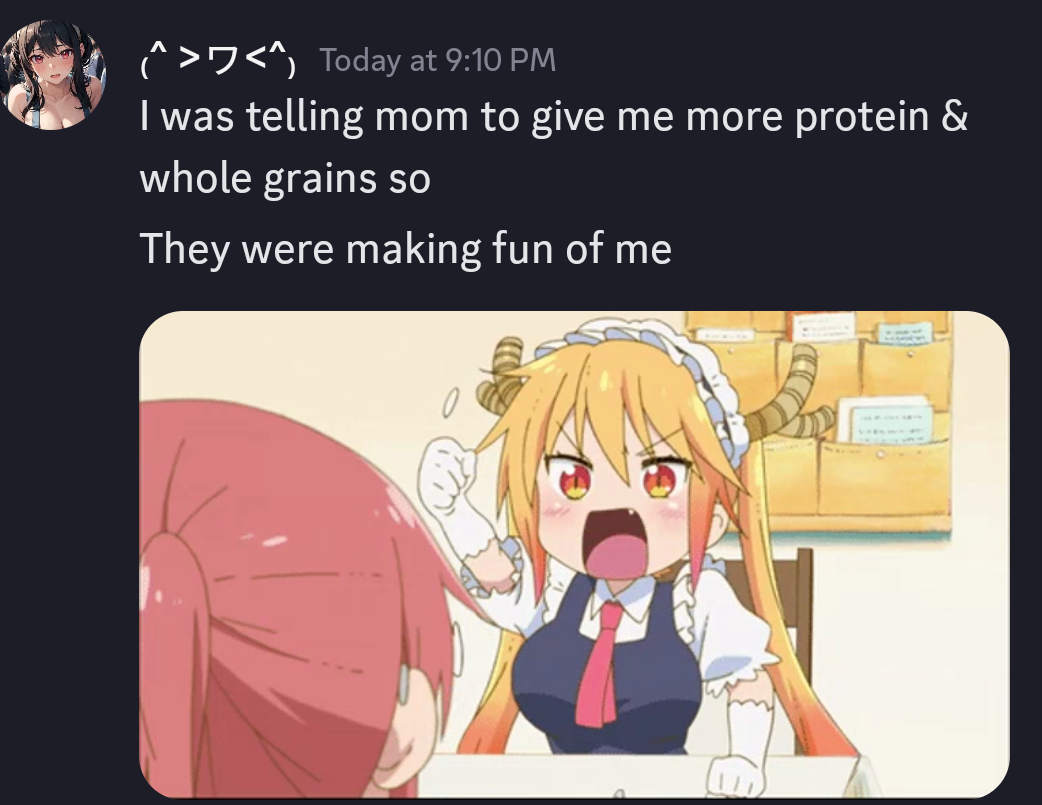 ₍^ >ワ<^₎ Today at 9:10 PM
I was telling mom to give me more protein &
whole grains so
They were making fun of me